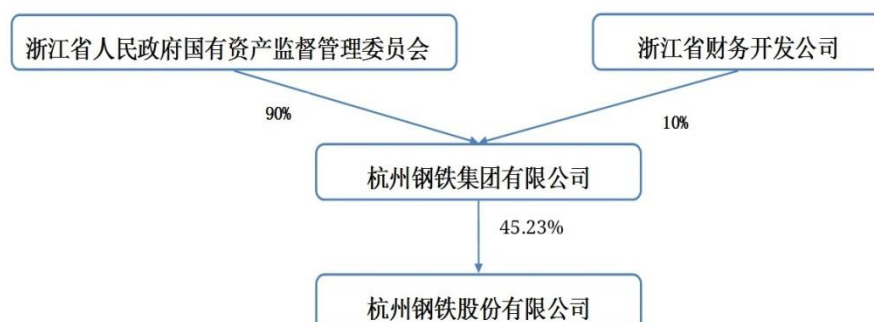 浙江省人民政府国有资产监督管理委员会
浙江省财务开发公司
90%
10%
杭州钢铁集团有限公司
45.23%
杭州钢铁股份有限公司